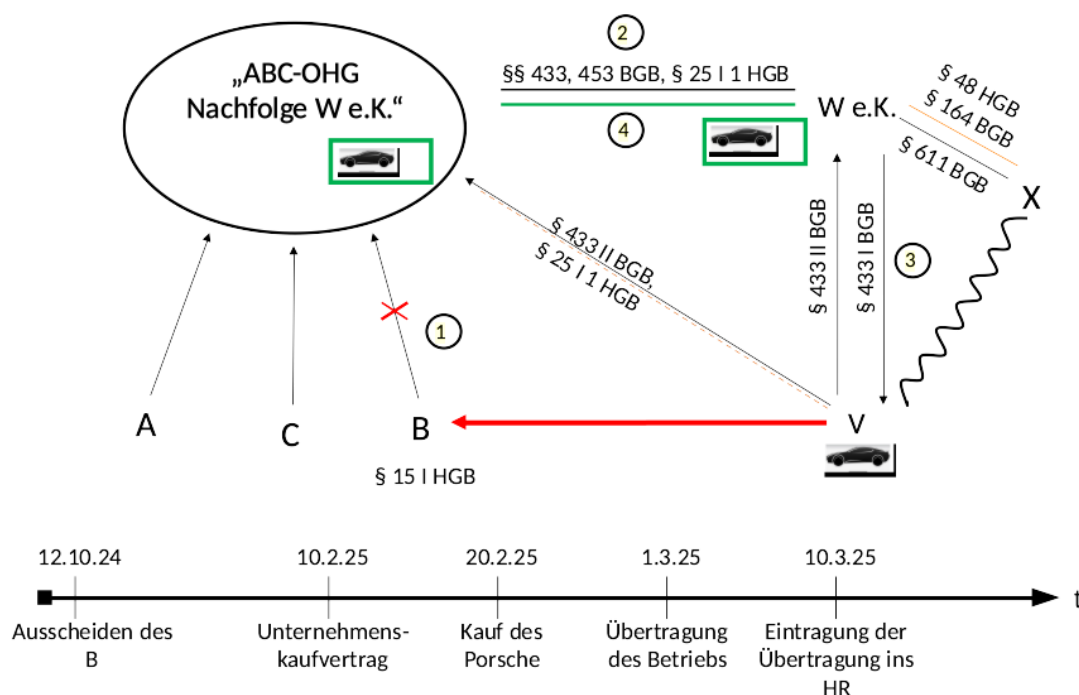 „ABC-OHG
Nachfolge W e.K.“
2
§§ 433, 453 BGB, § 25 I 1 HGB
4
W e.K.
§ 48 HGB
§ 164 BGB
§ 611 BGB
X
§ 433 II BGB,
§ 25 I 1 HGB
§ 433 II BGB
§ 433 I BGB
3
1
A
C
B
V
§ 15 I HGB
12.10.24
10.2.25
20.2.25
1.3.25
10.3.25
t
Ausscheiden des
B
Unternehmens-
kaufvertrag
Kauf des
Porsche
Übertragung
des Betriebs
Eintragung der
Übertragung ins
HR